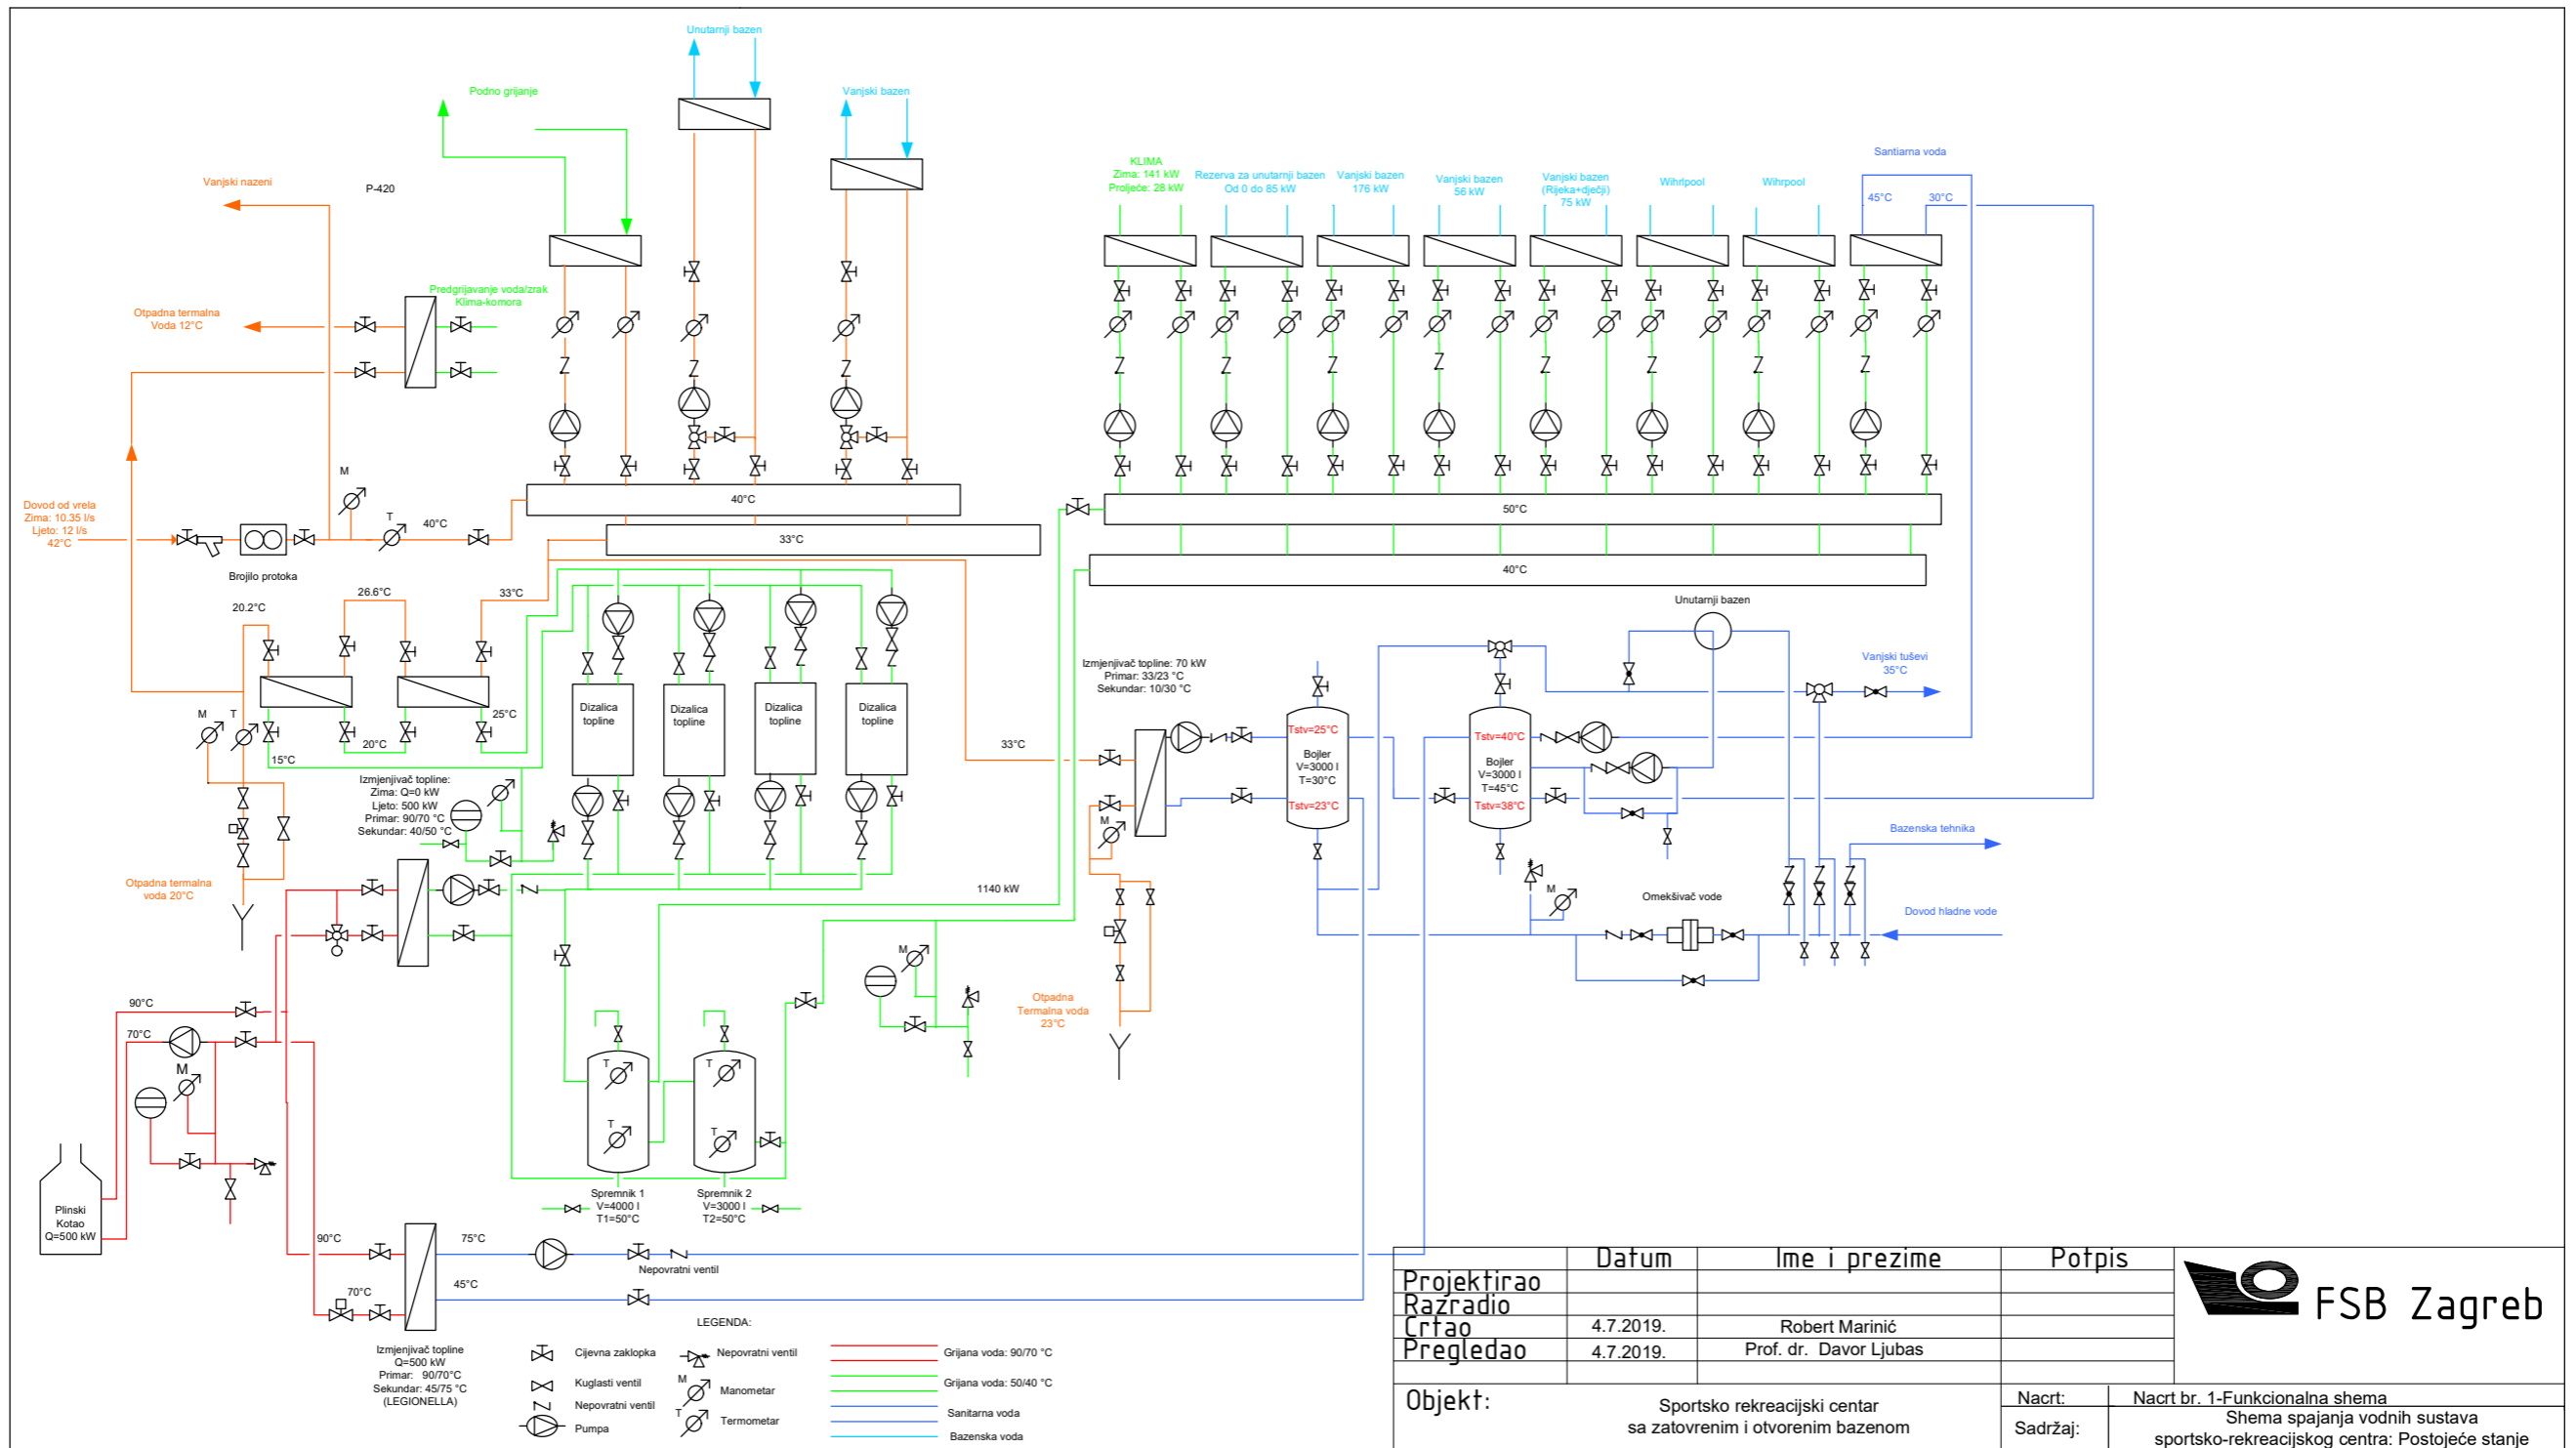 Unutarnji bazen
Podno grijanje
Vanjski bazen
Vanjski nazeni
P-420
Predgrijavanje voda/zrak
Klima-komora
Otpadna termalna
Voda 12°C
KLIMA
Zima: 141 kW
Proljeće: 28 kW
Rezerva za unutarnji bazen
Od 0 do 85 kW
Vanjski bazen
176 kW
Vanjski bazen
56 kW
Vanjski bazen
(Rijeka+dječji)
75 kW
Wihrlpool
Wihrpool
Santiarna voda
45°C
30°C
Dovod od vrela
Zima: 10.35 l/s
Ljeto: 12 l/s
42°C
M
T
40°C
Brojilo protoka
40°C
33°C
50°C
40°C
20.2°C
26.6°C
33°C
25°C
20°C
15°C
M
T
Dizalica
topline
Dizalica
topline
Dizalica
topline
Dizalica
topline
Izmjenjivač topline:
Zima: Q=0 kW
Ljeto: 500 kW
Primar: 90/70 °C
Sekundar: 40/50 °C
Otpadna termalna
voda 20°C
Unutarnji bazen
Izmjenjivač topline: 70 kW
Primar: 33/23 °C
Sekundar: 10/30 °C
33°C
M
Tstv=25°C
Bojler
V=3000 l
T=30°C
Tstv=23°C
Tstv=40°C
Bojler
V=3000 l
T=45°C
Tstv=38°C
Vanjski tuševi
35°C
Bazenska tehnika
Omekšivač vode
Dovod hladne vode
M
1140 kW
M
Otpadna
Termalna voda
23°C
90°C
70°C
M
Plinski
Kotao
Q=500 kW
T
T
T
T
Spremnik 1
V=4000 l
T1=50°C
Spremnik 2
V=3000 l
T2=50°C
90°C
70°C
75°C
45°C
Nepovratni ventil
Izmjenjivač topline
Q=500 kW
Primar: 90/70°C
Sekundar: 45/75 °C
(LEGIONELLA)
LEGENDA:
Cijevna zaklopka
Kuglasti ventil
Nepovratni ventil
Pumpa
Nepovratni ventil
M
Manometar
T
Termometar
Grijana voda: 90/70 °C
Grijana voda: 50/40 °C
Sanitarna voda
Bazenska voda
Datum Ime i prezime Potpis
Projektirao
Razradio
Crtao 4.7.2019. Robert Marinić
Pregledao 4.7.2019. Prof. dr. Davor Ljubas
FSB Zagreb
Objekt: Sportsko rekreacijski centar
sa zatovrenim i otvorenim bazenom
Nacrt: Nacrt br. 1-Funkcionalna shema
Sadržaj: Shema spajanja vodnih sustava
sportsko-rekreacijskog centra: Postojeće stanje